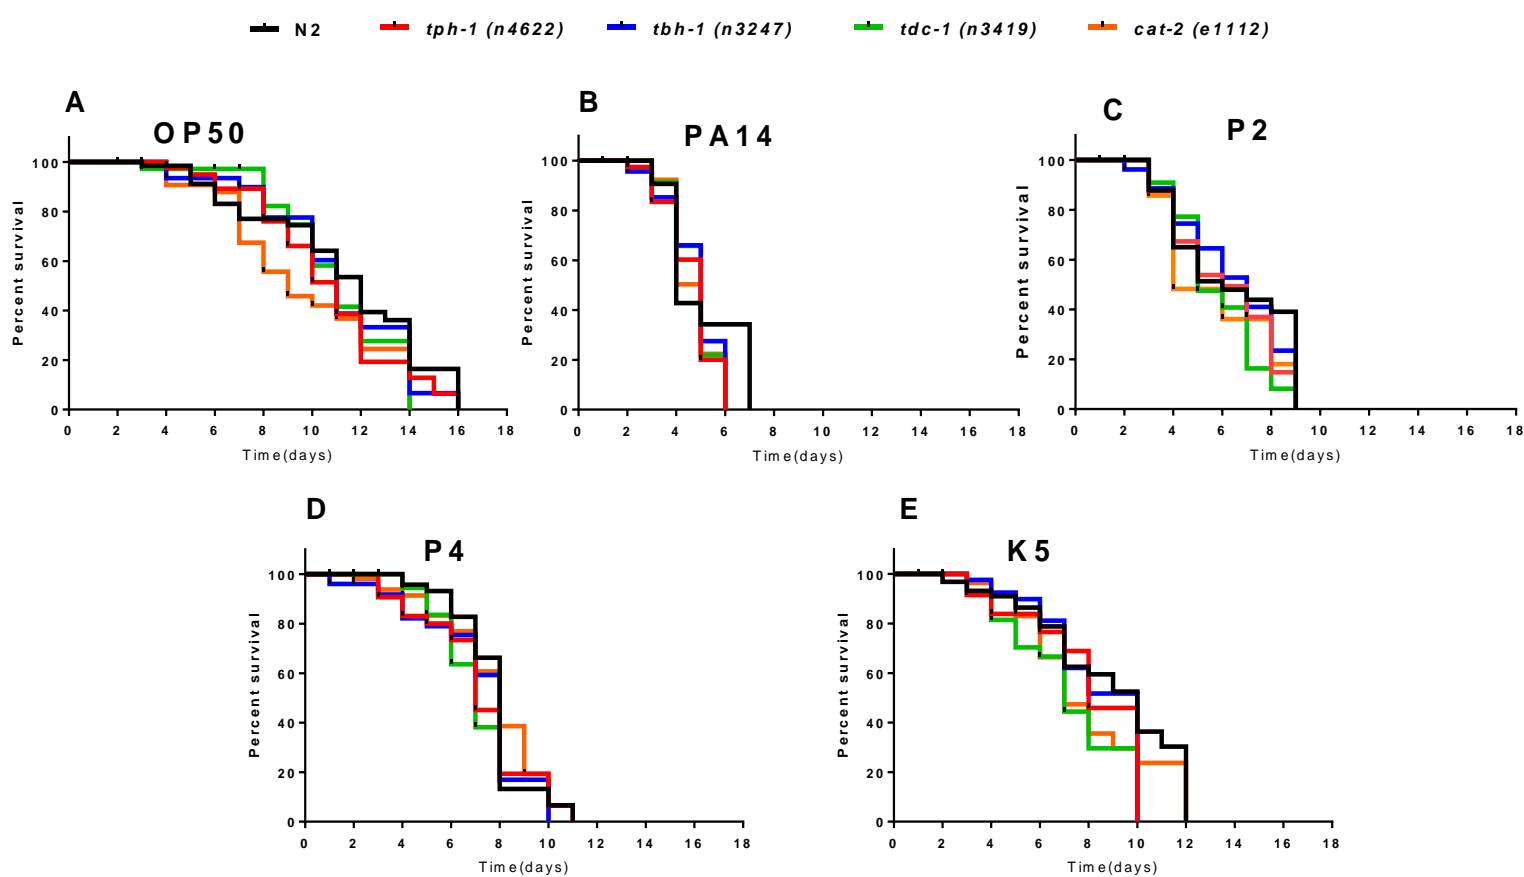 N2 tph-1 (n4622) tbh-1 (n3247) tdc-1 (n3419) cat-2 (e1112)
A
OP50
Percent survival
100
80
60
40
20
0
0 2 4 6 8 10 12 14 16 18
Time(days)
B
PA14
Percent survival
100
80
60
40
20
0
0 2 4 6 8 10 12 14 16 18
Time(days)
C
P2
Percent survival
100
80
60
40
20
0
0 2 4 6 8 10 12 14 16 18
Time(days)
D
P4
Percent survival
100
80
60
40
20
0
0 2 4 6 8 10 12 14 16 18
Time(days)
E
K5
Percent survival
100
80
60
40
20
0
0 2 4 6 8 10 12 14 16 18
Time(days)